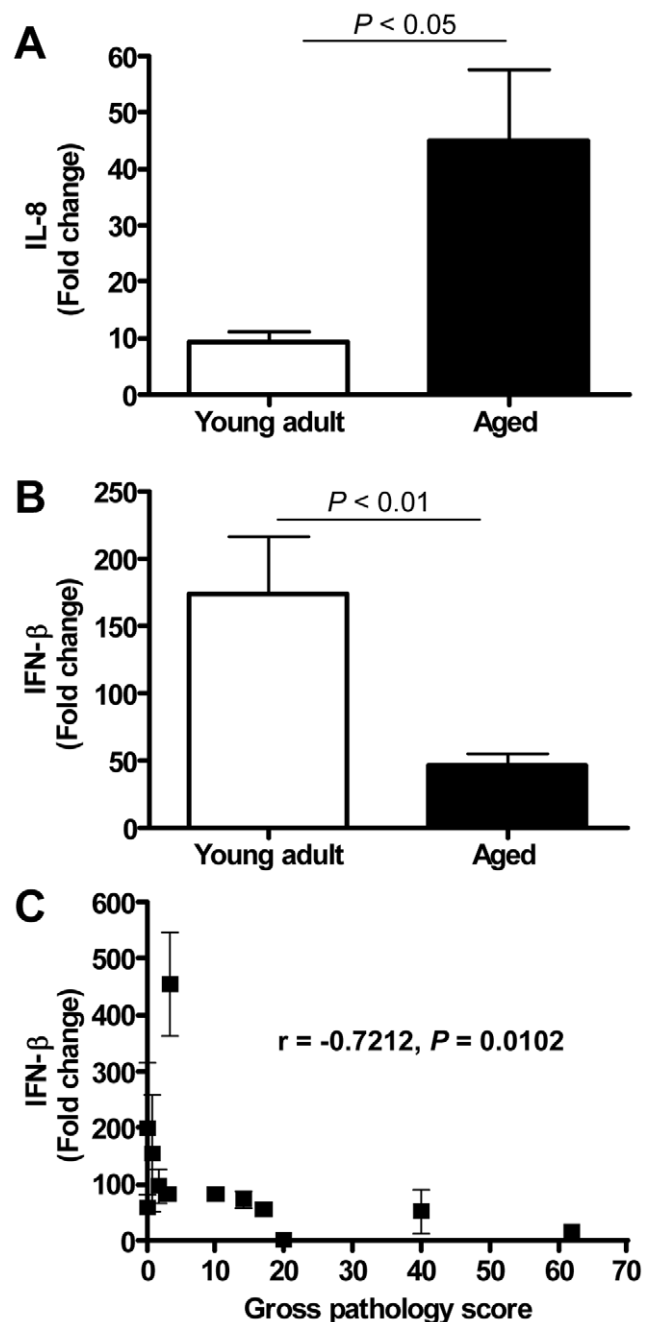 A
P < 0.05
IL-8
(Fold change)
60
50
40
30
20
10
0
Young adult Aged
B
P < 0.01
IFN-β
(Fold change)
250
200
150
100
50
0
Young adult Aged
C
IFN-β
(Fold change)
600
500
400
300
200
100
0
r = -0.7212, P = 0.0102
0 10 20 30 40 50 60 70
Gross pathology score